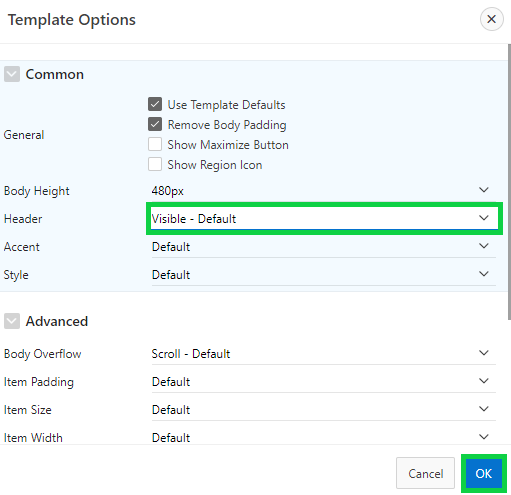 Template Options
Common
General
Use Template Defaults
Remove Body Padding
Show Maximize Button
Show Region Icon
Body Height 480px
Header Visible - Default
Accent Default
Style Default
Advanced
Body Overflow Scroll - Default
Item Padding Default
Item Size Default
Item Width Default
Cancel OK